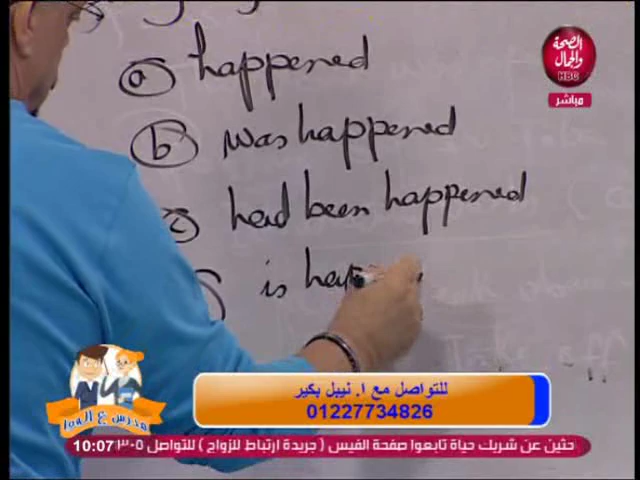 الصحة
والجمال
HBC
مباشر
a happened
b was happened
c had been happened
is hap
للتواصل مع ا. نبيل بكير
01227734826
مدرس ع الهوا
10:07 حثين عن شريك حياة تابعوا صفحة الفيس ( جريدة ارتباط للزواج ) للتواصل ٣٠٥